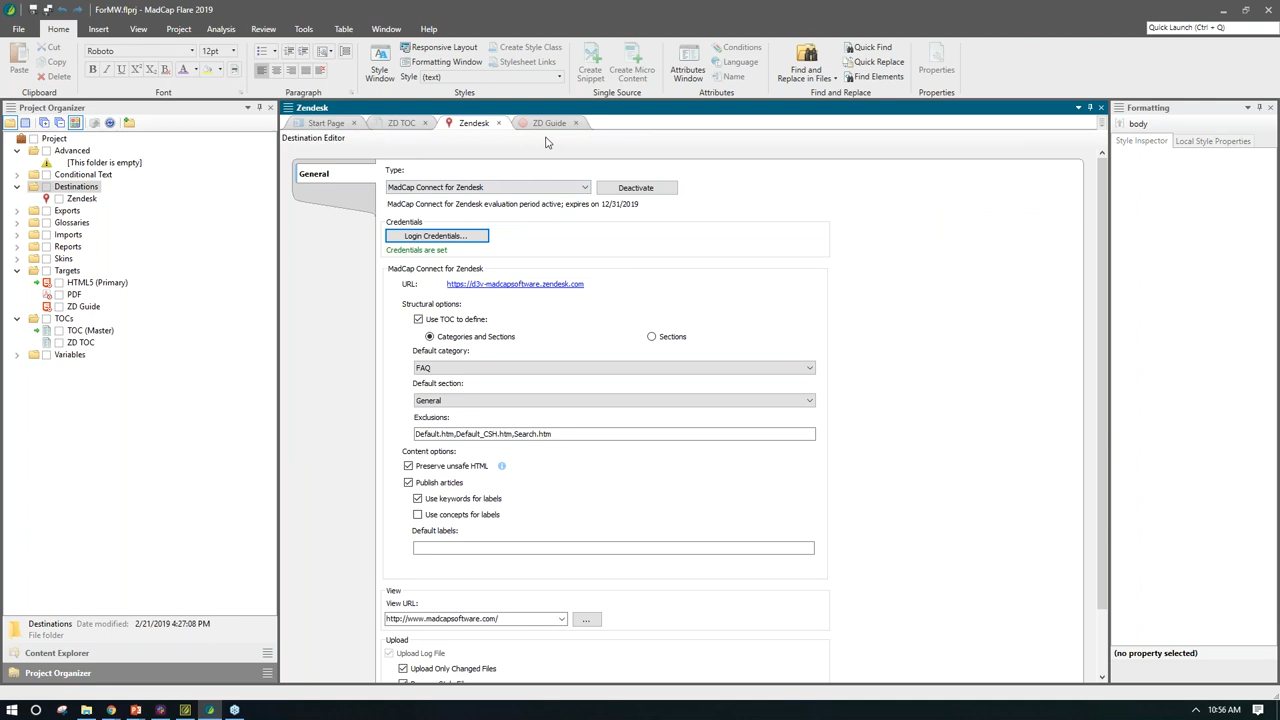 ForMW.flprj - MadCap Flare 2019
File Home Insert View Project Analysis Review Tools Table Window Help
Quick Launch (Ctrl + Q)
Paste
Cut
Copy
Delete
Clipboard
Roboto 12pt
Font
Paragraph
Style Window
Responsive Layout
Formatting Window
Style (text)
Create Style Class
Stylesheet Links
Styles
Create Snippet
Create Micro Content
Single Source
Attributes Window
Conditions
Language
Name
Attributes
Find and Replace in Files
Quick Find
Quick Replace
Find Elements
Find and Replace
Properties
Properties
Project Organizer
Project
Advanced
[This folder is empty]
Conditional Text
Destinations
Zendesk
Exports
Glossaries
Imports
Reports
Skins
Targets
HTML5 (Primary)
PDF
ZD Guide
TOCs
TOC (Master)
ZD TOC
Variables
Destinations Date modified: 2/21/2019 4:27:08 PM
File folder
Content Explorer
Project Organizer
Zendesk
Start Page ZD TOC Zendesk ZD Guide
Destination Editor
General
Type:
MadCap Connect for Zendesk Deactivate
MadCap Connect for Zendesk evaluation period active; expires on 12/31/2019
Credentials
Login Credentials...
Credentials are set
MadCap Connect for Zendesk
URL: https://d3v-madcapsoftware.zendesk.com
Structural options:
Use TOC to define:
Categories and Sections Sections
Default category:
FAQ
Default section:
General
Exclusions:
Default.htm,Default_CSH.htm,Search.htm
Content options:
Preserve unsafe HTML
Publish articles
Use keywords for labels
Use concepts for labels
Default labels:
View
View URL:
http://www.madcapsoftware.com/ ...
Upload
Upload Log File
Upload Only Changed Files
Formatting
body
Style Inspector Local Style Properties
(no property selected)
10:56 AM